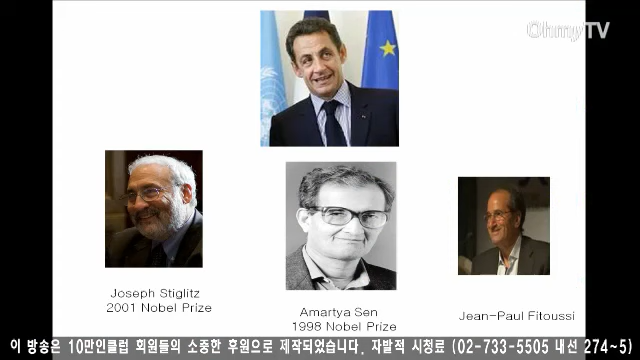 OhmyTV
Joseph Stiglitz
2001 Nobel Prize
Amartya Sen
1998 Nobel Prize
Jean-Paul Fitoussi
이 방송은 10만인클럽 회원들의 소중한 후원으로 제작되었습니다. 자발적 시청료 (02-733-5505 내선 274~5)